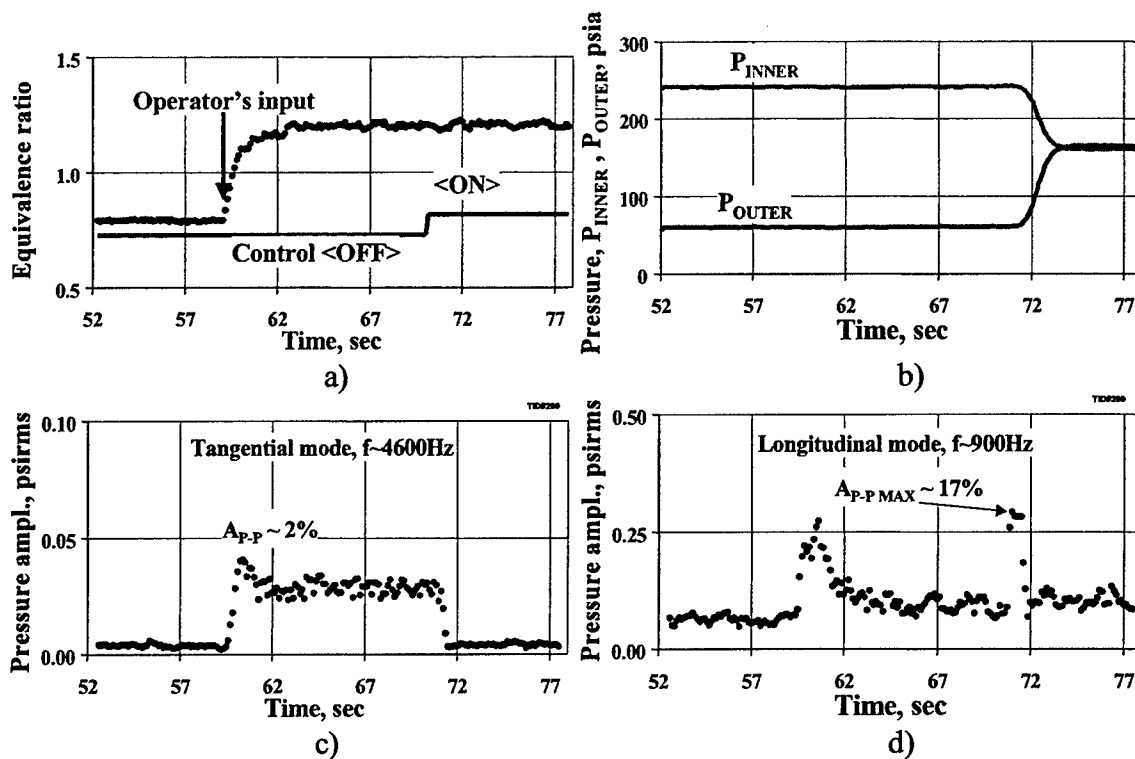 Equivalence ratio
1.5
1.0
0.5
Operator's input
<ON>
Control <OFF>
52 57 62 67 72 77
Time, sec
a)
Pressure, P_INNER , P_OUTER, psia
300
200
100
0
P_INNER
P_OUTER
52 57 62 67 72 77
Time, sec
b)
Pressure ampl., psirms
0.10
0.05
0.00
Tangential mode, f~4600Hz
A_P-P ~ 2%
52 57 62 67 72 77
Time, sec
c)
Pressure ampl., psirms
0.50
0.25
0.00
Longitudinal mode, f~900Hz
A_P-P MAX ~ 17%
52 57 62 67 72 77
Time, sec
d)